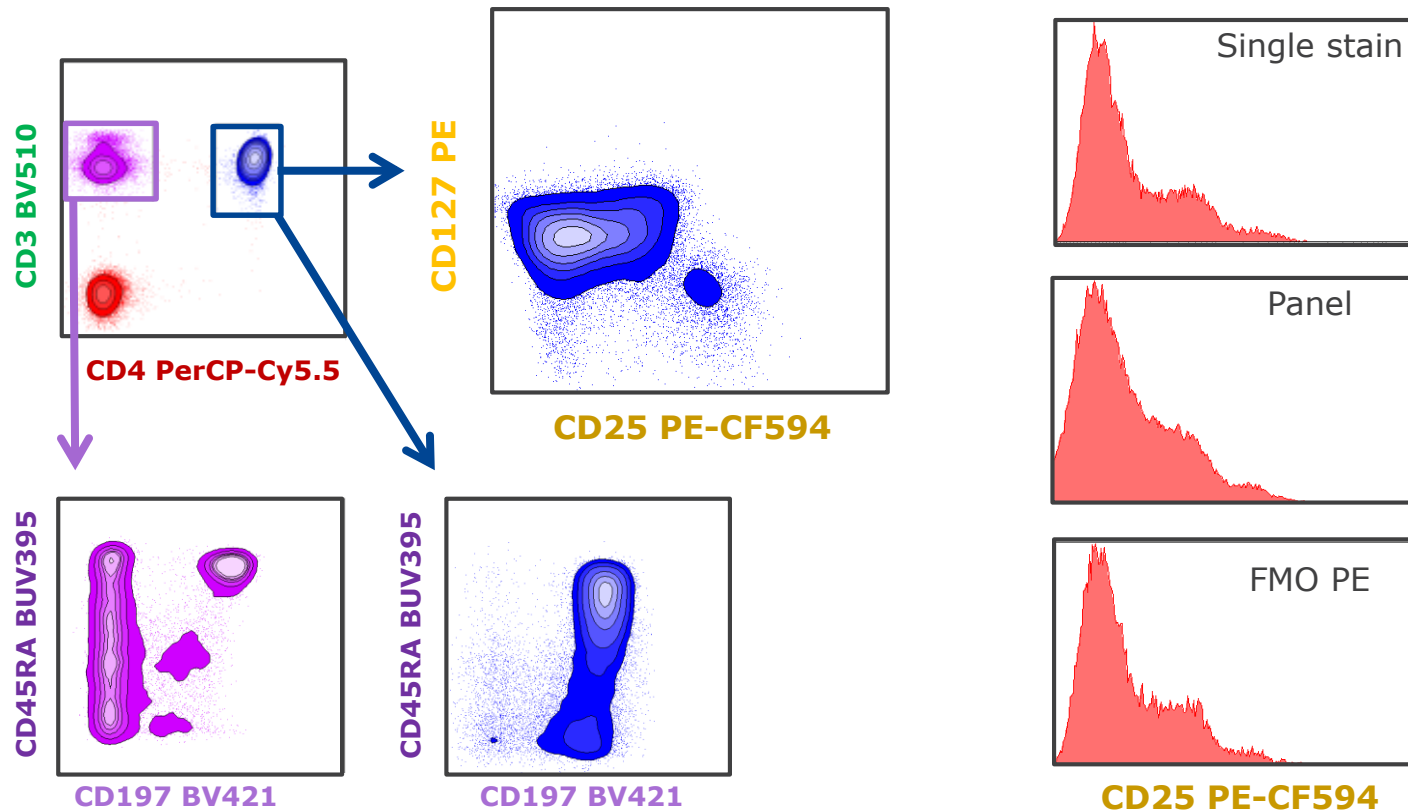 CD3 BV510
CD4 PerCP-Cy5.5
CD127 PE
CD25 PE-CF594
CD45RA BUV395
CD197 BV421
CD45RA BUV395
CD197 BV421
Single stain
Panel
FMO PE
CD25 PE-CF594